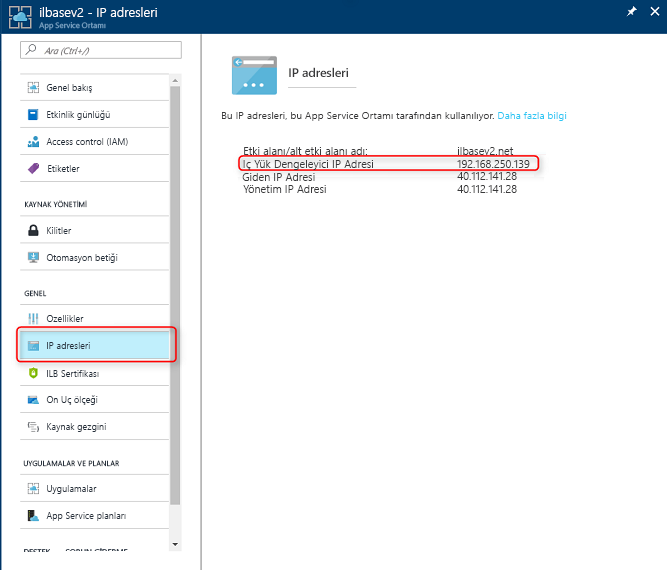 ilbasev2 - IP adresleri
App Service Ortamı
Ara (Ctrl+/)
Genel bakış
Etkinlik günlüğü
Access control (IAM)
Etiketler
KAYNAK YÖNETİMİ
Kilitler
Otomasyon betiği
GENEL
Ozellikler
IP adresleri
ILB Sertifikası
On Uç ölçeği
Kaynak gezgini
UYGULAMALAR VE PLANLAR
Uygulamalar
App Service planları
DESTEK SORUN GİDERME
IP adresleri
Bu IP adresleri, bu App Service Ortamı tarafından kullanılıyor. Daha fazla bilgi
Etki alanı/alt etki alanı adı: ilbasev2.net
Iç Yük Dengeleyici IP Adresi 192.168.250.139
Giden IP Adresi 40.112.141.28
Yönetim IP Adresi 40.112.141.28